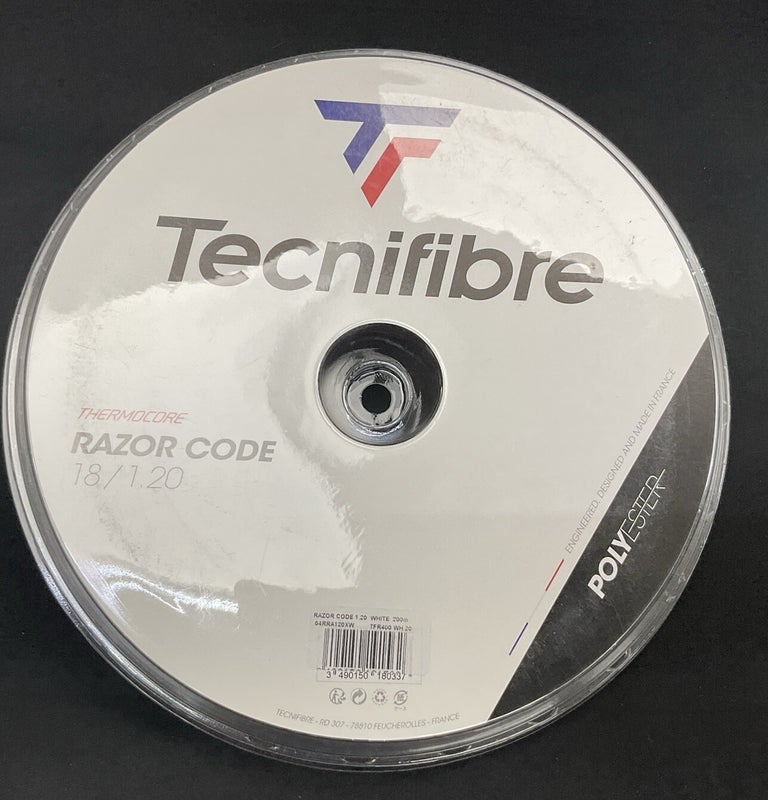 Tecnifibre
THERMOCORE
RAZOR CODE
18/1.20
ENGINEERED, DESIGNED AND MADE IN FRANCE
POLYESTER
RAZOR CODE 1.20 WHITE 200m
04RRA120XW TFR400 WH 20
3 490150 180337
TECNIFIBRE - RD 307 - 78810 FEUCHEROLLES - FRANCE